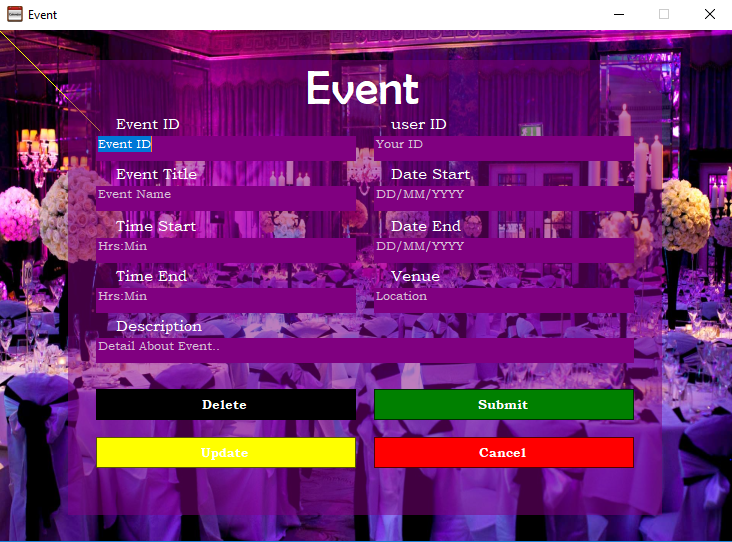 Event
Event
Event ID
user ID
Event ID
Your ID
Event Title
Date Start
Event Name
DD/MM/YYYY
Time Start
Date End
Hrs:Min
DD/MM/YYYY
Time End
Venue
Hrs:Min
Location
Description
Detail About Event..
Delete
Submit
Update
Cancel